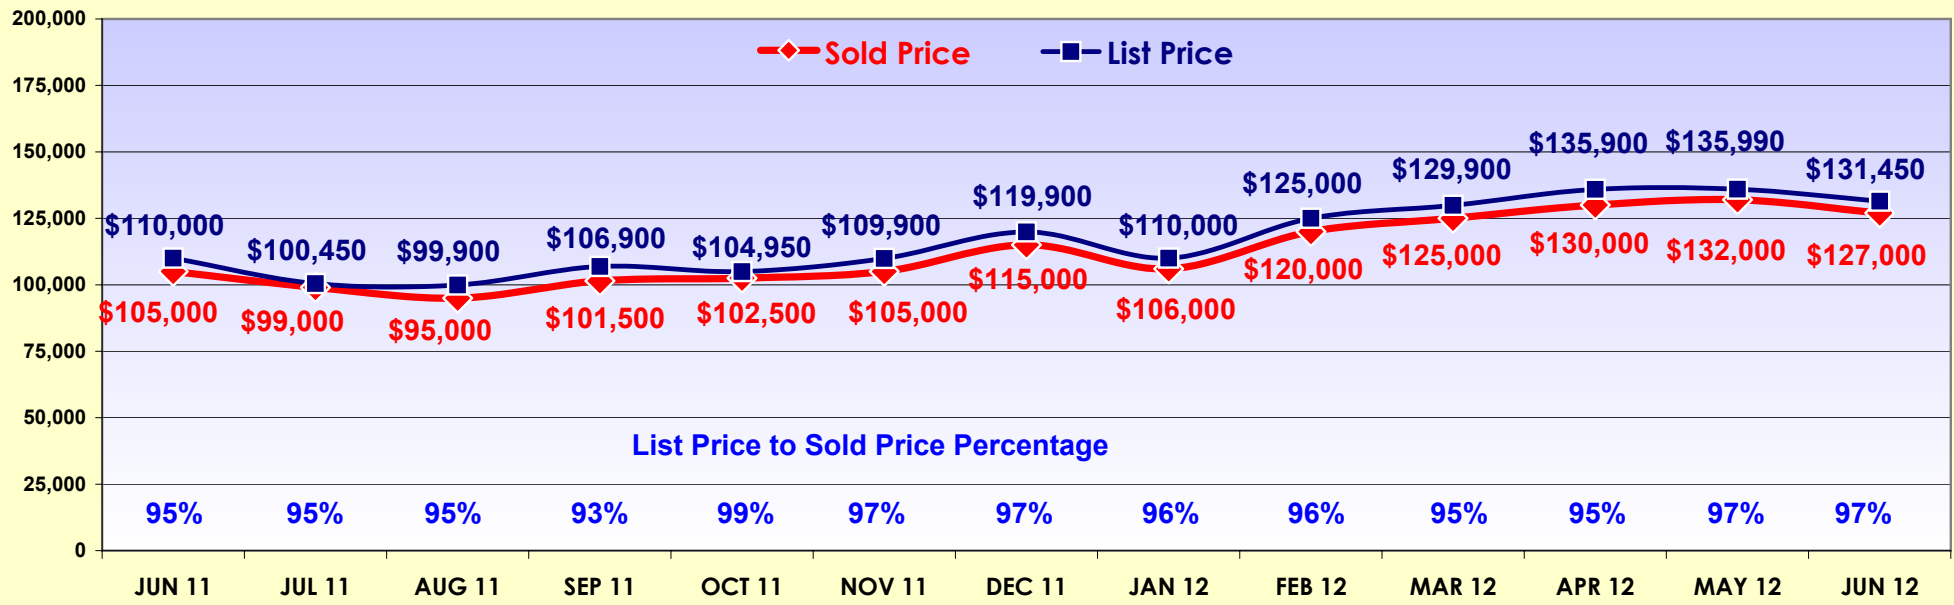 200,000
Sold Price List Price
175,000
150,000
125,000
100,000
75,000
50,000
25,000
0
$110,000 $100,450 $99,900 $106,900 $104,950 $109,900 $119,900 $110,000 $125,000 $129,900 $135,900 $135,990 $131,450
$105,000 $99,000 $95,000 $101,500 $102,500 $105,000 $115,000 $106,000 $120,000 $125,000 $130,000 $132,000 $127,000
List Price to Sold Price Percentage
95% 95% 95% 93% 99% 97% 97% 96% 96% 95% 95% 97% 97%
JUN 11 JUL 11 AUG 11 SEP 11 OCT 11 NOV 11 DEC 11 JAN 12 FEB 12 MAR 12 APR 12 MAY 12 JUN 12